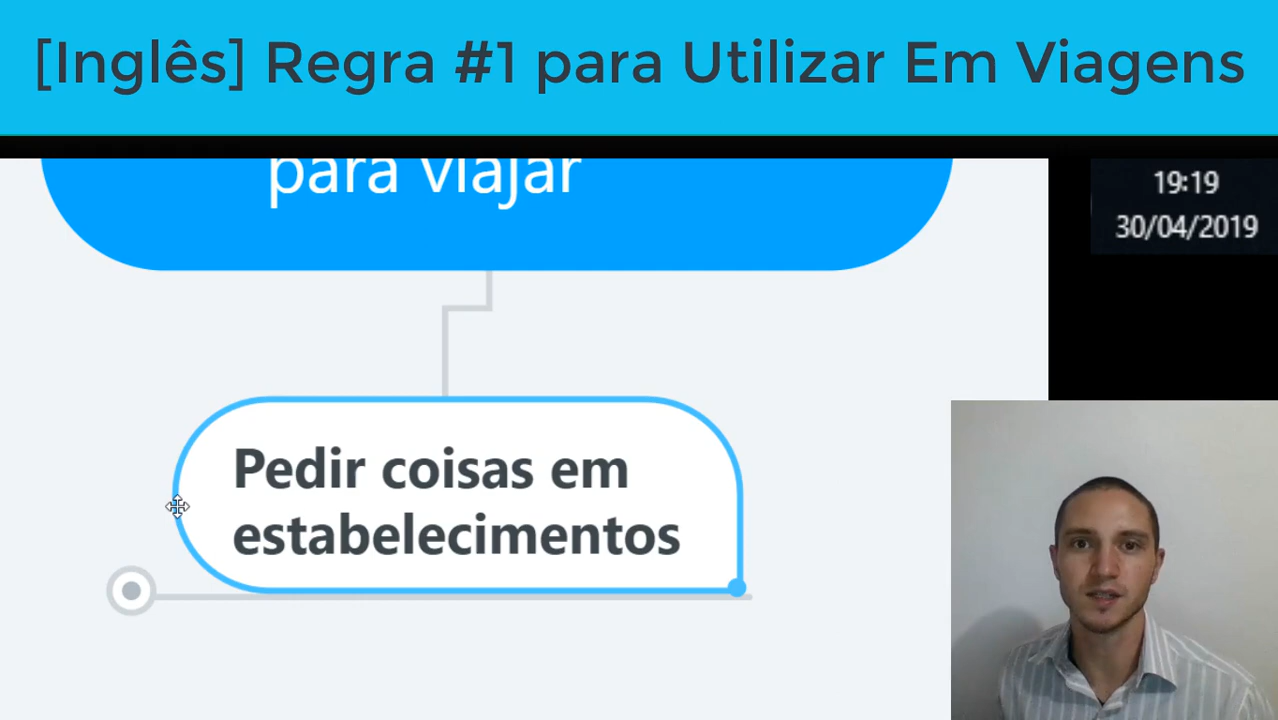 [Inglês] Regra #1 para Utilizar Em Viagens
para viajar
19:19
30/04/2019
Pedir coisas em
estabelecimentos